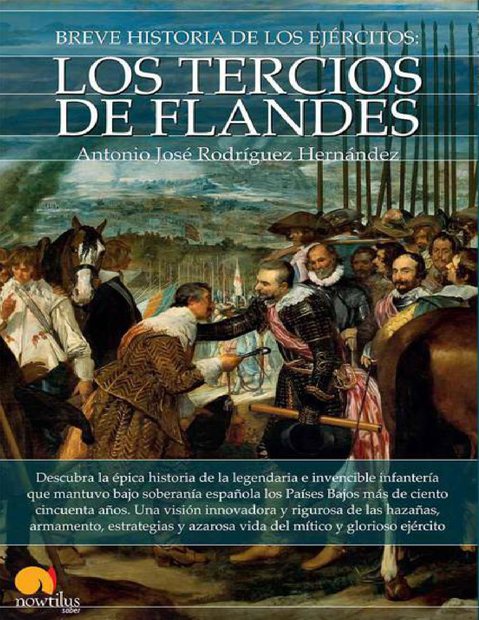 BREVE HISTORIA DE LOS EJÉRCITOS:
LOS TERCIOS
DE FLANDES
Antonio José Rodríguez Hernández
Descubra la épica historia de la legendaria e invencible infantería
que mantuvo bajo soberanía española los Países Bajos más de ciento
cincuenta años. Una visión innovadora y rigurosa de las hazañas,
armamento, estrategias y azarosa vida del mítico y glorioso ejército
nowtilus
saber